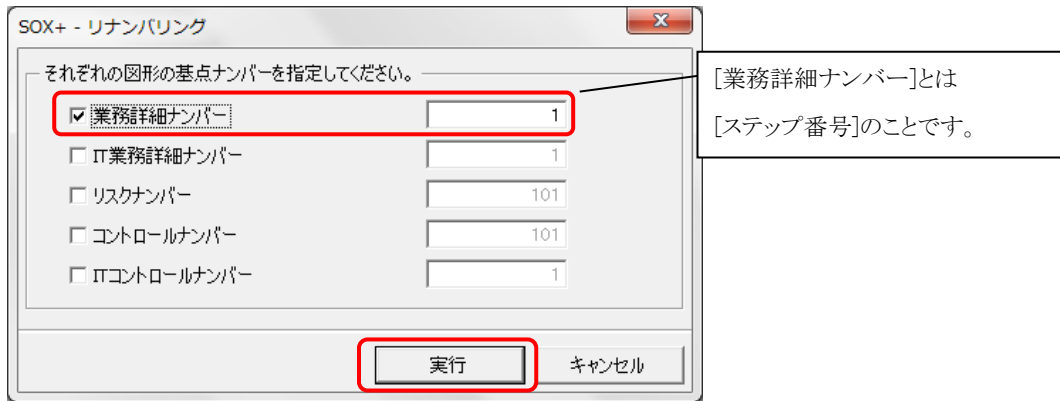 SOX+ - リナンバリング
それぞれの図形の基点ナンバーを指定してください。
業務詳細ナンバー 1
IT業務詳細ナンバー 1
リスクナンバー 101
コントロールナンバー 101
ITコントロールナンバー 1
実行 キャンセル
[業務詳細ナンバー]とは
[ステップ番号]のことです。